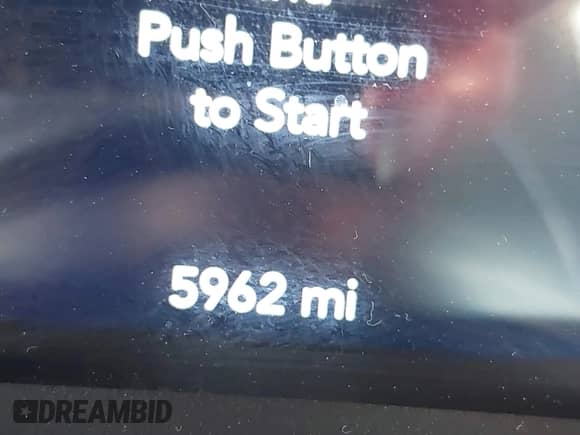 Push Button
to Start
5962 mi
DREAMBID